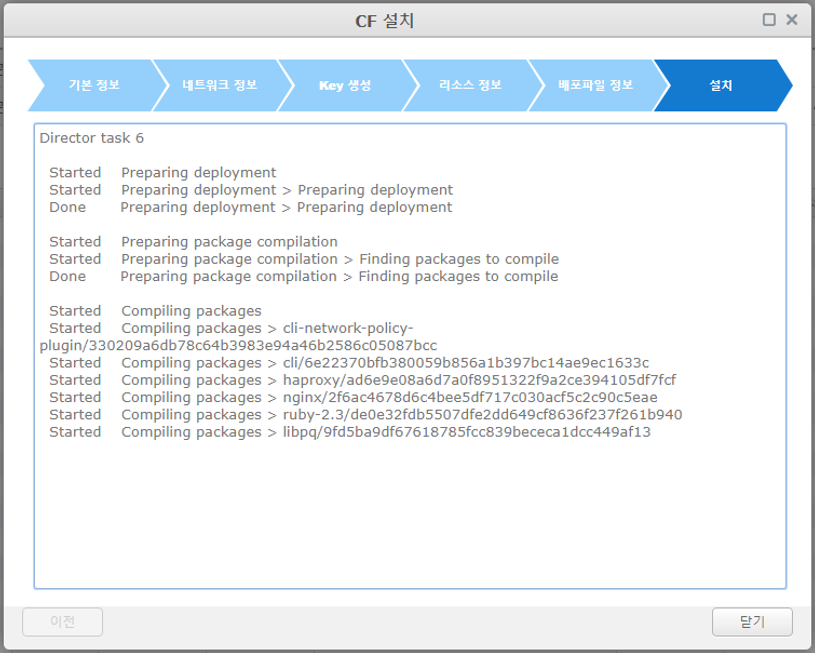 CF 설치
기본 정보
네트워크 정보
Key 생성
리소스 정보
배포파일 정보
설치
Director task 6
Started Preparing deployment
Started Preparing deployment > Preparing deployment
Done Preparing deployment > Preparing deployment
Started Preparing package compilation
Started Preparing package compilation > Finding packages to compile
Done Preparing package compilation > Finding packages to compile
Started Compiling packages
Started Compiling packages > cli-network-policy-
plugin/330209a6db78c64b3983e94a46b2586c05087bcc
Started Compiling packages > cli/6e22370bfb380059b856a1b397bc14ae9ec1633c
Started Compiling packages > haproxy/ad6e9e08a6d7a0f8951322f9a2ce394105df7fcf
Started Compiling packages > nginx/2f6ac4678d6c4bee5df717c030acf5c2c90c5eae
Started Compiling packages > ruby-2.3/de0e32fdb5507dfe2dd649cf8636f237f261b940
Started Compiling packages > libpq/9fd5ba9df67618785fcc839bececa1dcc449af13
이전
닫기